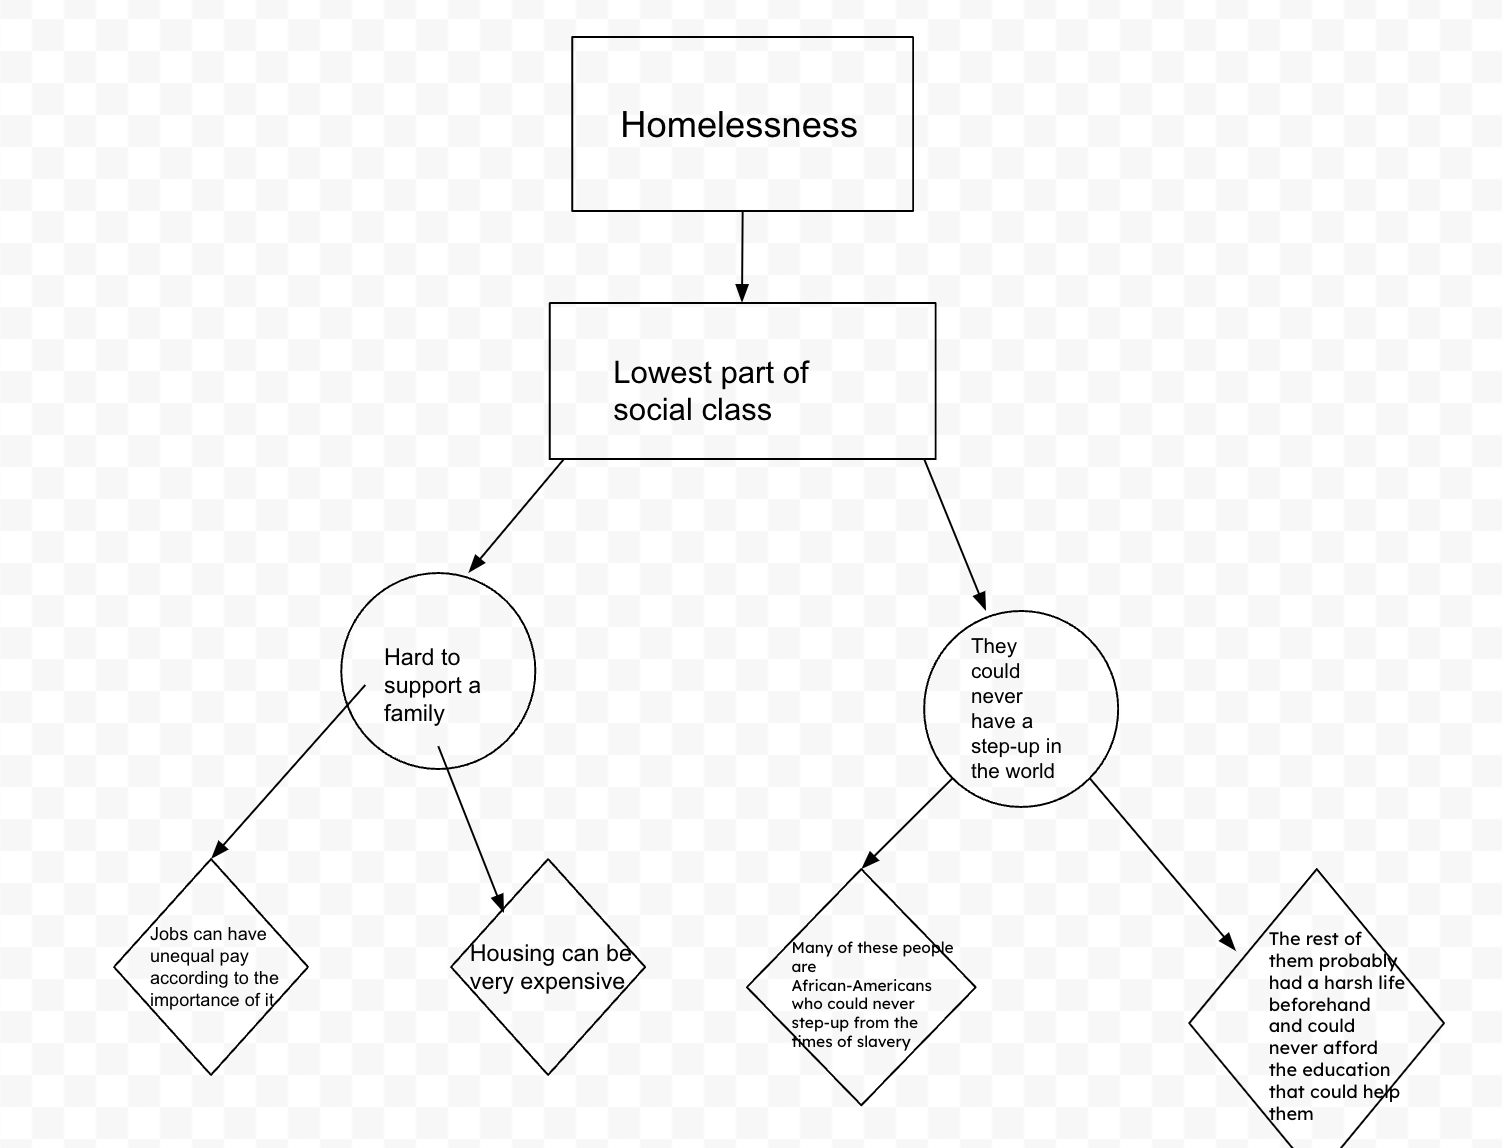 Homelessness
Lowest part of
social class
Hard to
support a
family
They
could
never
have a
step-up in
the world
Jobs can have
unequal pay
according to the
importance of it
Housing can be
very expensive
Many of these people
are
African-Americans
who could never
step-up from the
times of slavery
The rest of
them probably
had a harsh life
beforehand
and could
never afford
the education
that could help
them